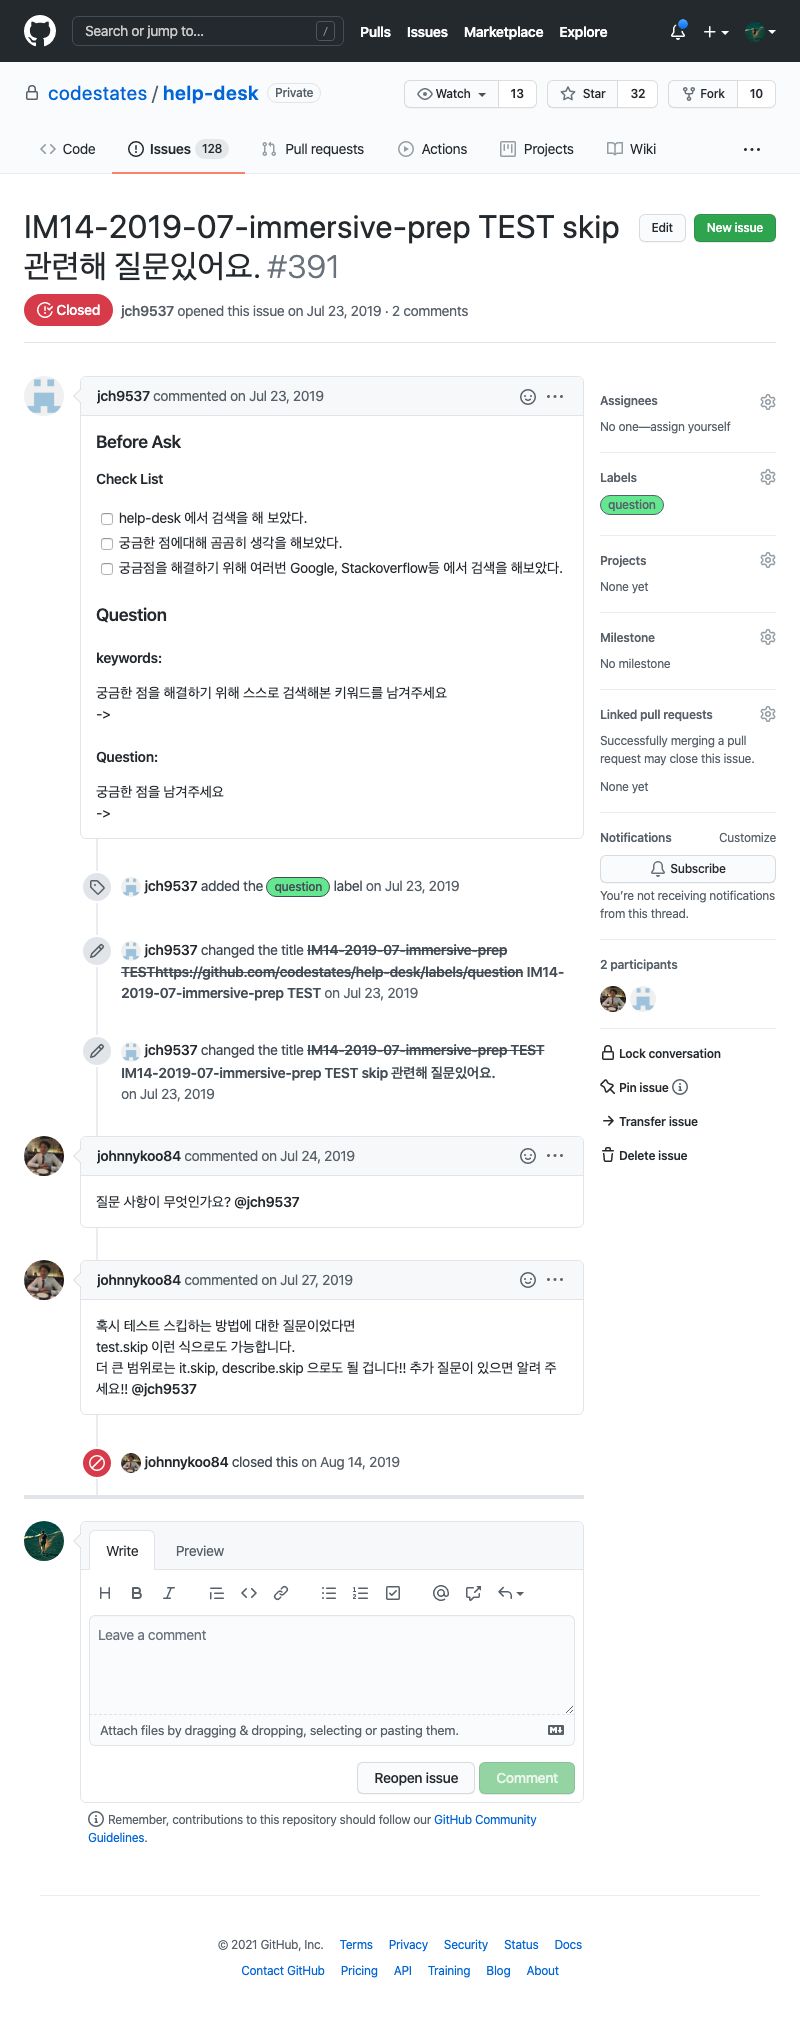 Search or jump to... /
Pulls Issues Marketplace Explore
codestates / help-desk Private
Watch 13 Star 32 Fork 10
Code Issues 128 Pull requests Actions Projects Wiki ...
IM14-2019-07-immersive-prep TEST skip
관련해 질문있어요. #391
Edit New issue
Closed jch9537 opened this issue on Jul 23, 2019 · 2 comments
jch9537 commented on Jul 23, 2019
Before Ask
Check List
help-desk 에서 검색을 해 보았다.
궁금한 점에대해 곰곰히 생각을 해보았다.
궁금점을 해결하기 위해 여러번 Google, Stackoverflow등 에서 검색을 해보았다.
Question
keywords:
궁금한 점을 해결하기 위해 스스로 검색해본 키워드를 남겨주세요
->
Question:
궁금한 점을 남겨주세요
->
jch9537 added the question label on Jul 23, 2019
jch9537 changed the title IM14-2019-07-immersive-prep
TESThttps://github.com/codestates/help-desk/labels/question IM14-
2019-07-immersive-prep TEST on Jul 23, 2019
jch9537 changed the title IM14-2019-07-immersive-prep TEST
IM14-2019-07-immersive-prep TEST skip 관련해 질문있어요.
on Jul 23, 2019
johnnykoo84 commented on Jul 24, 2019
질문 사항이 무엇인가요? @jch9537
johnnykoo84 commented on Jul 27, 2019
혹시 테스트 스킵하는 방법에 대한 질문이었다면
test.skip 이런 식으로도 가능합니다.
더 큰 범위로는 it.skip, describe.skip 으로도 될 겁니다!! 추가 질문이 있으면 알려 주
세요!! @jch9537
johnnykoo84 closed this on Aug 14, 2019
Assignees
No one—assign yourself
Labels
question
Projects
None yet
Milestone
No milestone
Linked pull requests
Successfully merging a pull
request may close this issue.
None yet
Notifications Customize
Subscribe
You're not receiving notifications
from this thread.
2 participants
Lock conversation
Pin issue
Transfer issue
Delete issue
Write Preview
H B I
Leave a comment
Attach files by dragging & dropping, selecting or pasting them.
Reopen issue Comment
Remember, contributions to this repository should follow our GitHub Community
Guidelines.
© 2021 GitHub, Inc. Terms Privacy Security Status Docs
Contact GitHub Pricing API Training Blog About